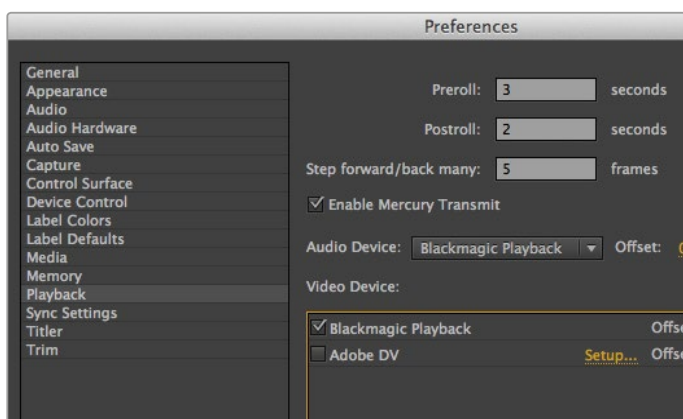 Preferences
General
Appearance
Audio
Audio Hardware
Auto Save
Capture
Control Surface
Device Control
Label Colors
Label Defaults
Media
Memory
Playback
Sync Settings
Titler
Trim
Preroll: 3 seconds
Postroll: 2 seconds
Step forward/back many: 5 frames
Enable Mercury Transmit
Audio Device: Blackmagic Playback Offset:
Video Device:
Blackmagic Playback
Adobe DV Setup...